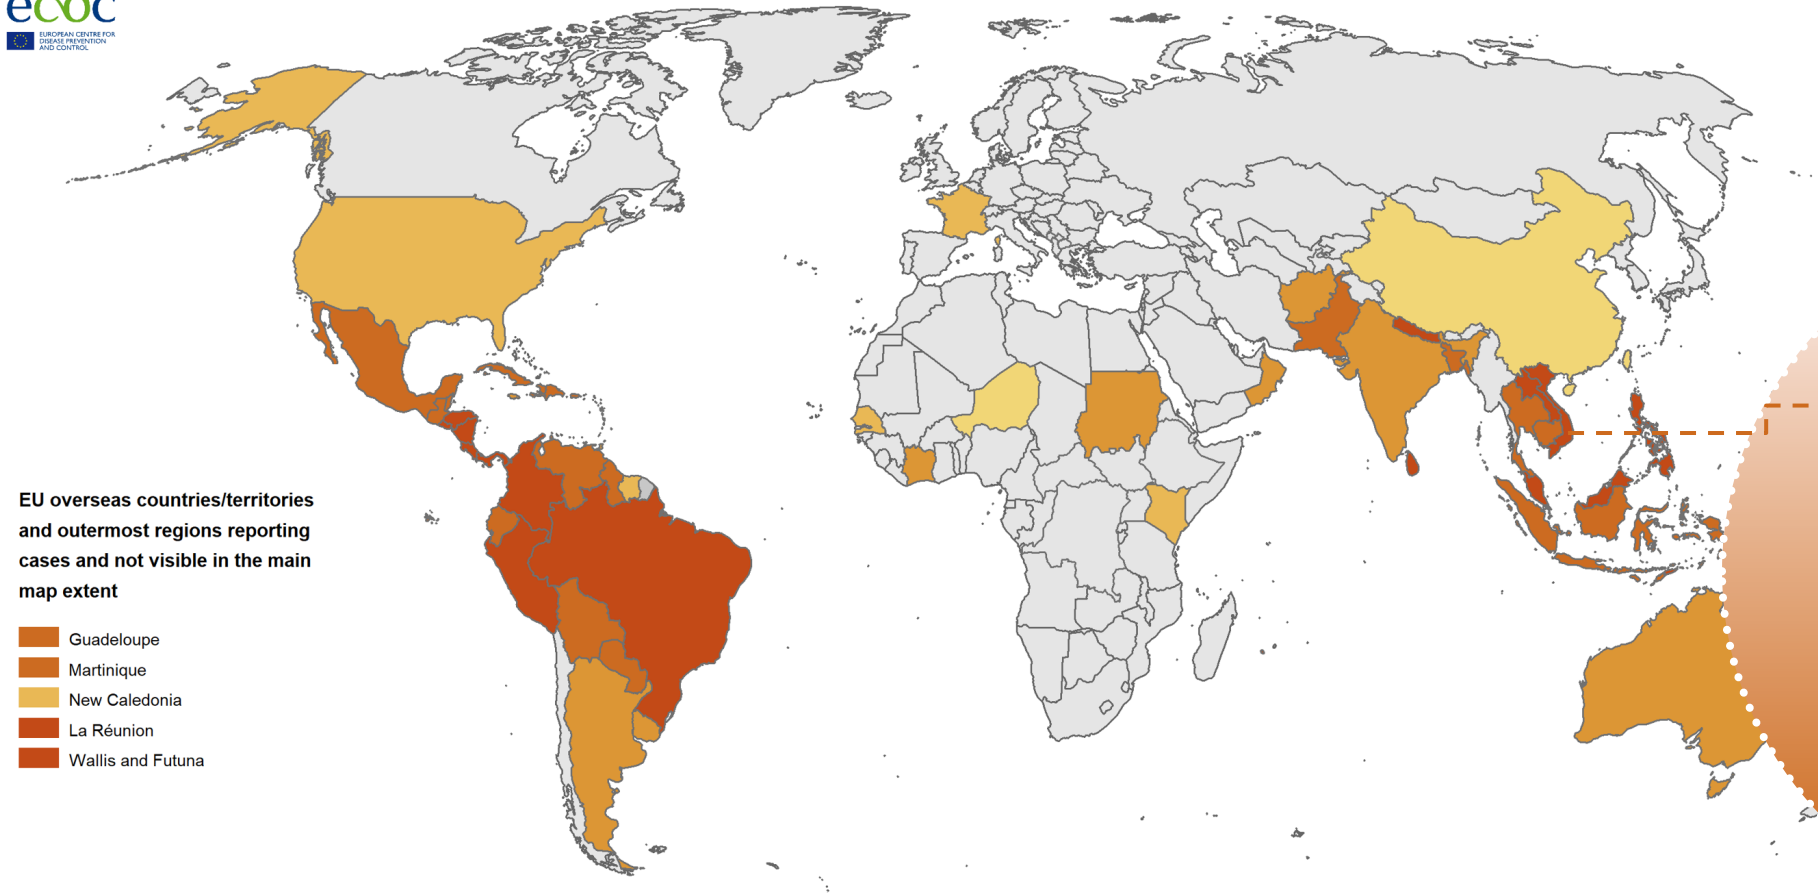 ecdc
EUROPEAN CENTRE FOR
DISEASE PREVENTION
AND CONTROL
EU overseas countries/territories
and outermost regions reporting
cases and not visible in the main
map extent
Guadeloupe
Martinique
New Caledonia
La Réunion
Wallis and Futuna